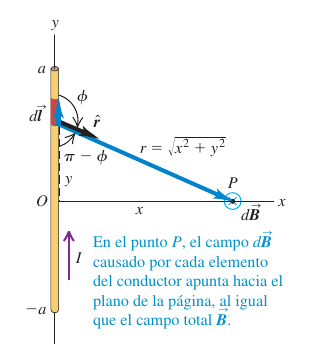 y
a
ϕ
d𝑙⃗
r̂
r = √x² + y²
π − ϕ
P
y
O
x
x
dB⃗
I
En el punto P, el campo dB⃗
causado por cada elemento
del conductor apunta hacia el
plano de la página, al igual
que el campo total B⃗.
−a